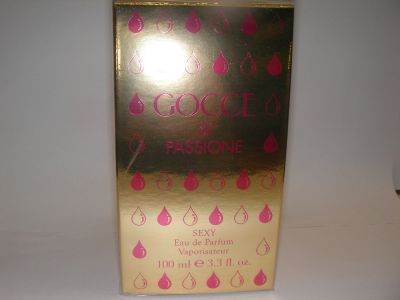 GOCCE
di
PASSIONE
SEXY
Eau de Parfum
Vaporisateur
100 ml e 3.3 fl. oz.